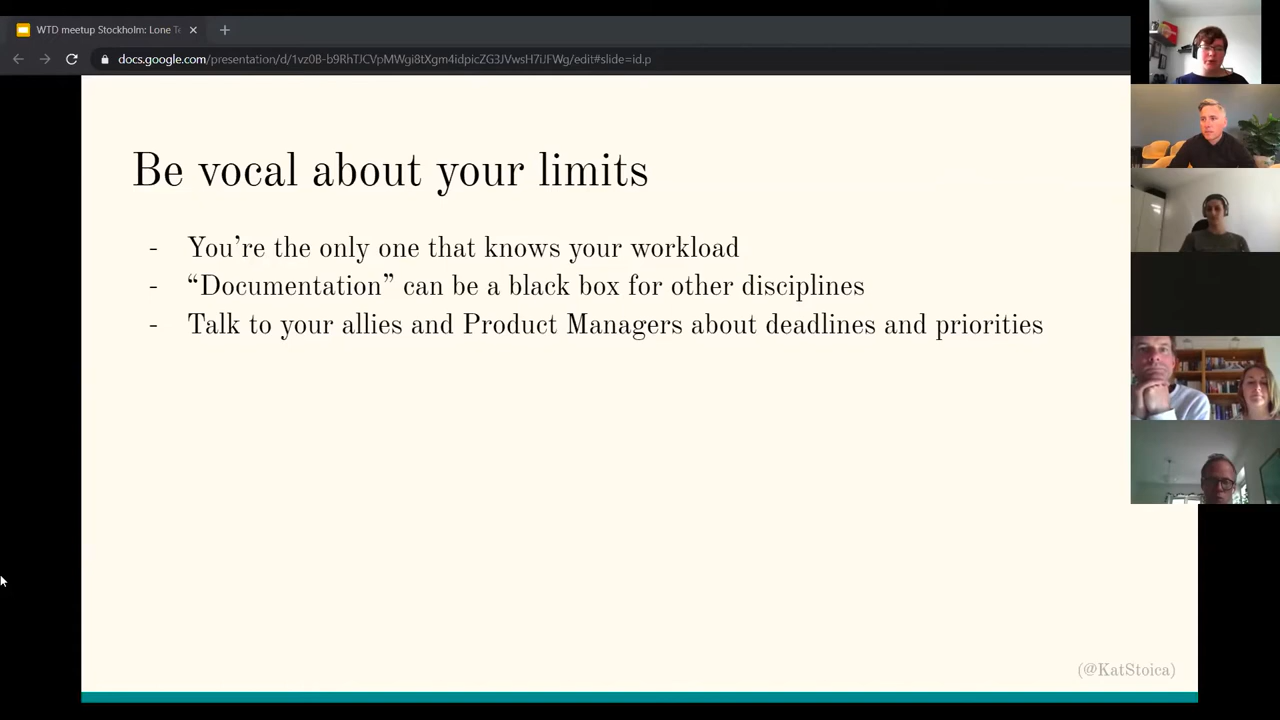 WTD meetup Stockholm: Lone Te
docs.google.com/presentation/d/1vz0B-b9RhTJCVpMWgi8tXgm4idpicZG3JVwsH7iJFWg/edit#slide=id.p
Be vocal about your limits
- You’re the only one that knows your workload
- “Documentation” can be a black box for other disciplines
- Talk to your allies and Product Managers about deadlines and priorities
(@KatStoica)